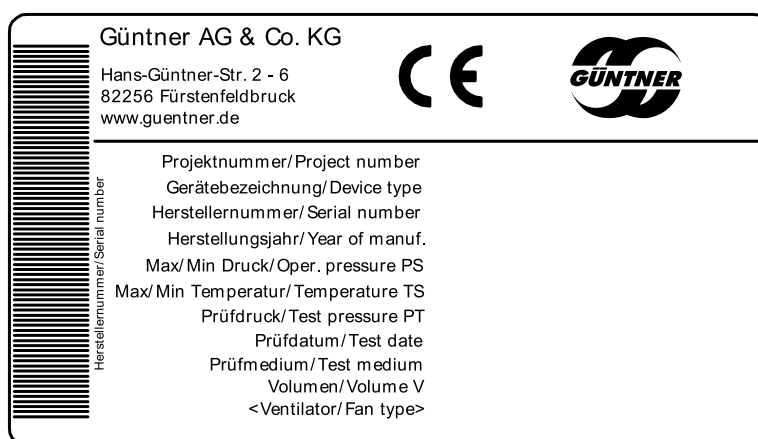 Güntner AG & Co. KG
Hans-Güntner-Str. 2 - 6
82256 Fürstenfeldbruck
www.guentner.de
CE
GÜNTNER
Herstellernummer/Serial number
Projektnummer/Project number
Gerätebezeichnung/Device type
Herstellernummer/Serial number
Herstellungsjahr/Year of manuf.
Max/Min Druck/Oper. pressure PS
Max/Min Temperatur/Temperature TS
Prüfdruck/Test pressure PT
Prüfdatum/Test date
Prüfmedium/Test medium
Volumen/Volume V
<Ventilator/Fan type>